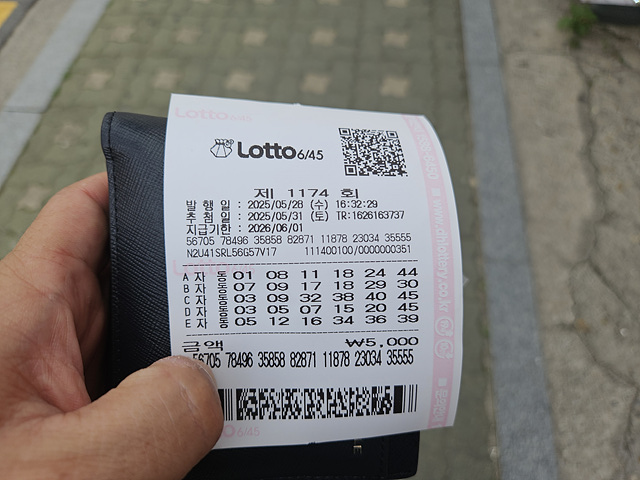 Lotto 6/45
제 1174 회
발 행 일 : 2025/05/28 (수) 16:32:29
추 첨 일 : 2025/05/31 (토) TR:1626163737
지급기한 : 2026/06/01
56705 78496 35858 82871 11878 23034 35555
N2U41SRL56G57V17 111400100/0000000351
A 자 동 01 08 11 18 24 44
B 자 동 07 09 17 18 29 30
C 자 동 03 09 32 38 40 45
D 자 동 03 05 07 15 20 45
E 자 동 05 12 16 34 36 39
금액 ₩5,000
56705 78496 35858 82871 11878 23034 35555
www.dhlottery.co.kr